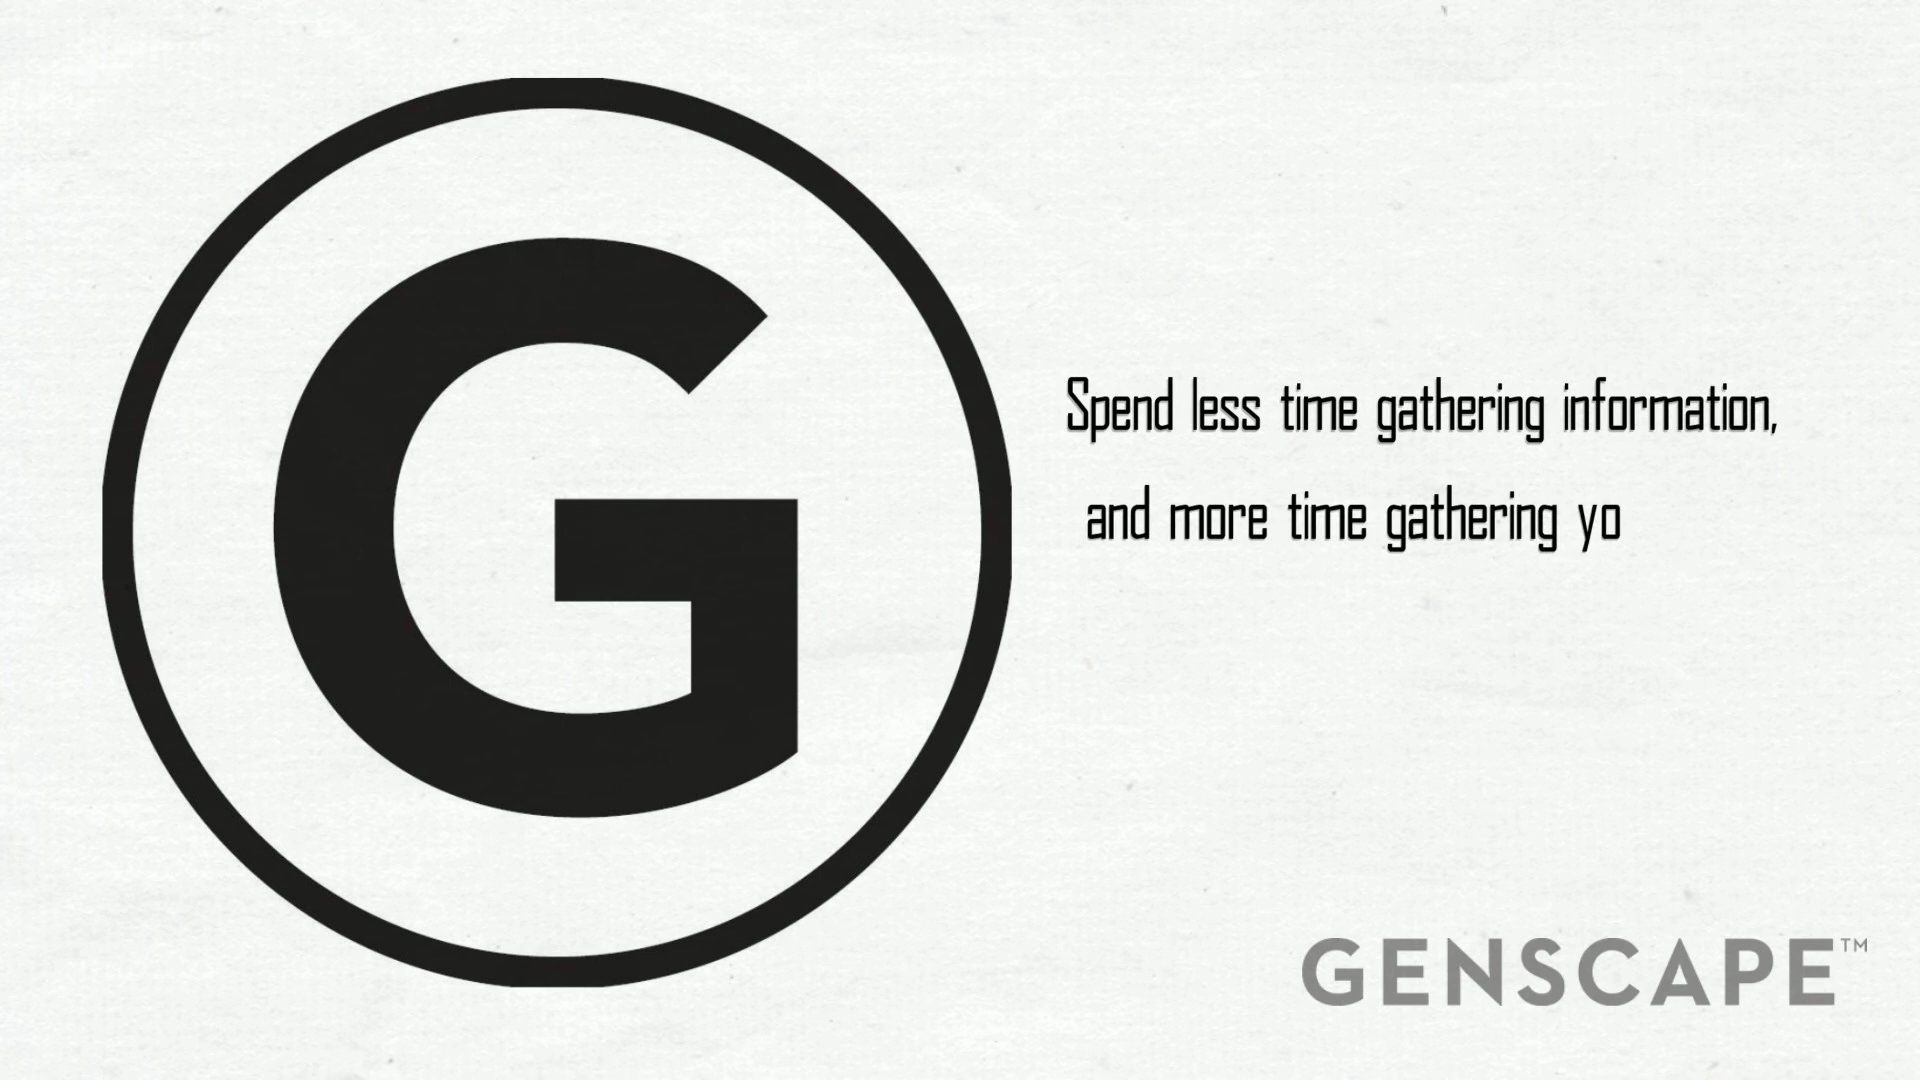 G
Spend less time gathering information,
and more time gathering yo
GENSCAPE™